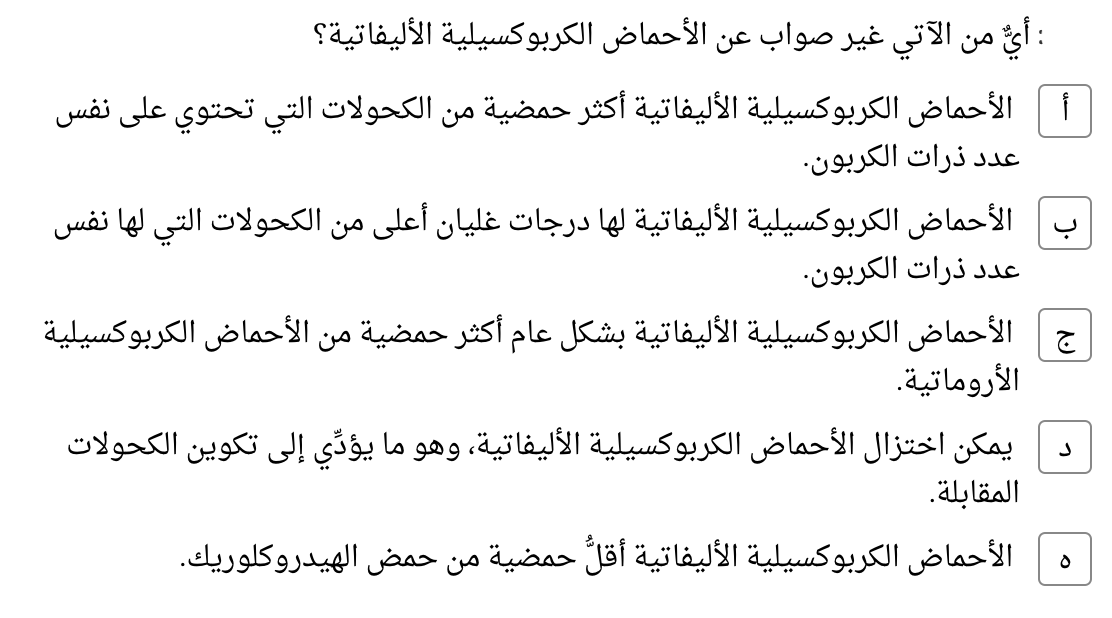 : أيٌّ من الآتي غير صواب عن الأحماض الكربوكسيلية الأليفاتية؟
أ الأحماض الكربوكسيلية الأليفاتية أكثر حمضية من الكحولات التي تحتوي على نفس
عدد ذرات الكربون.
ب الأحماض الكربوكسيلية الأليفاتية لها درجات غليان أعلى من الكحولات التي لها نفس
عدد ذرات الكربون.
ج الأحماض الكربوكسيلية الأليفاتية بشكل عام أكثر حمضية من الأحماض الكربوكسيلية
الأروماتية.
د يمكن اختزال الأحماض الكربوكسيلية الأليفاتية، وهو ما يؤدِّي إلى تكوين الكحولات
المقابلة.
ه الأحماض الكربوكسيلية الأليفاتية أقلُّ حمضية من حمض الهيدروكلوريك.